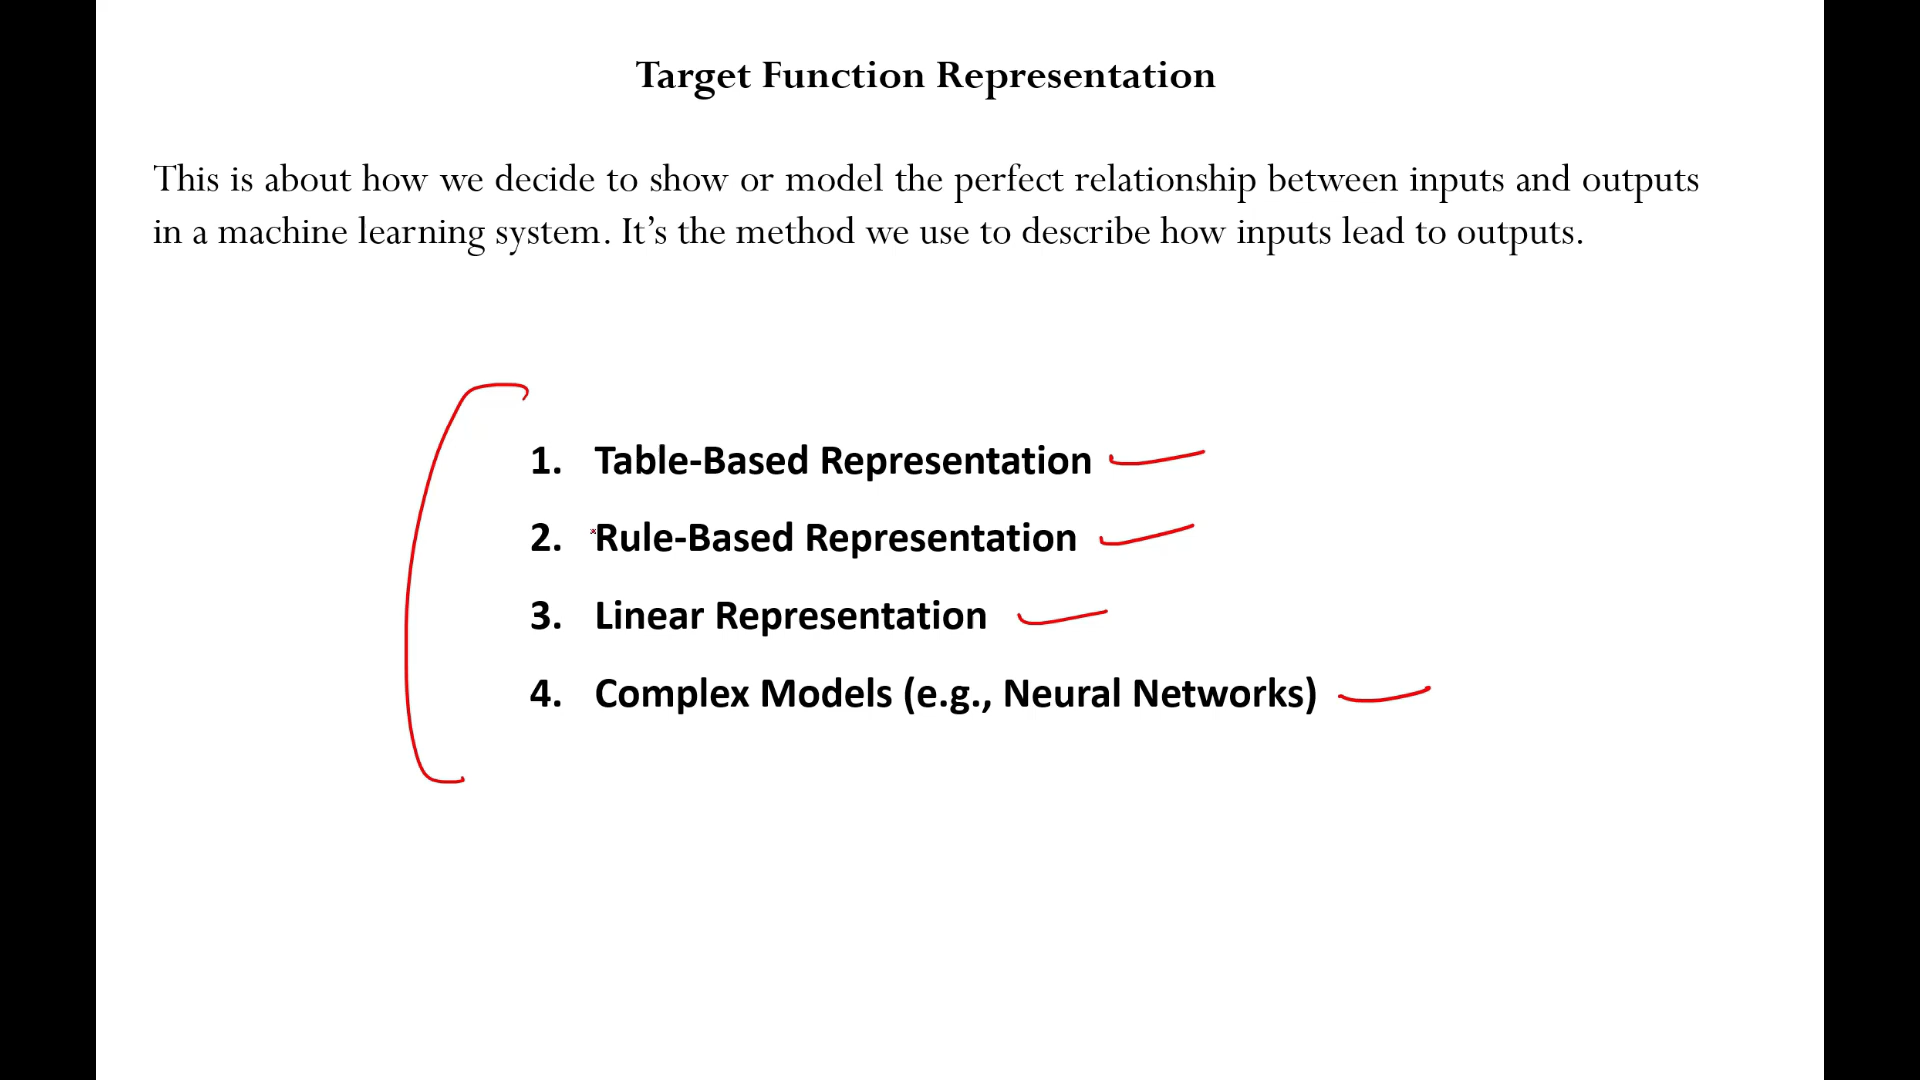 Target Function Representation
This is about how we decide to show or model the perfect relationship between inputs and outputs
in a machine learning system. It’s the method we use to describe how inputs lead to outputs.
1. Table-Based Representation
2. Rule-Based Representation
3. Linear Representation
4. Complex Models (e.g., Neural Networks)